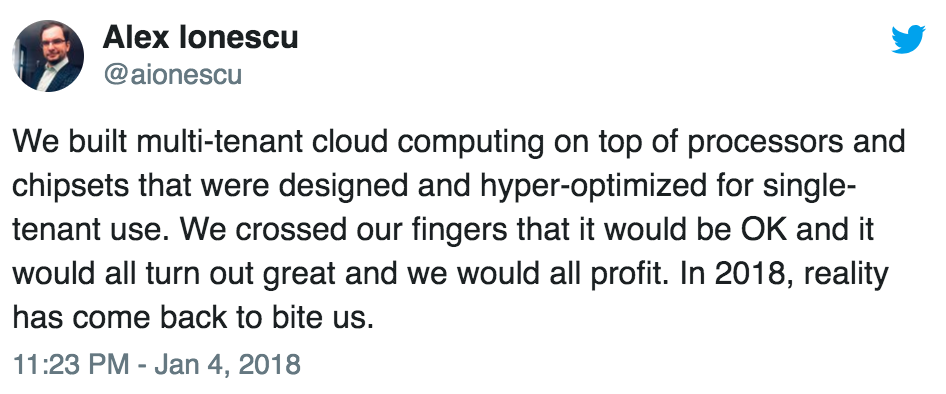 Alex Ionescu
@aionescu
We built multi-tenant cloud computing on top of processors and
chipsets that were designed and hyper-optimized for single-
tenant use. We crossed our fingers that it would be OK and it
would all turn out great and we would all profit. In 2018, reality
has come back to bite us.
11:23 PM - Jan 4, 2018